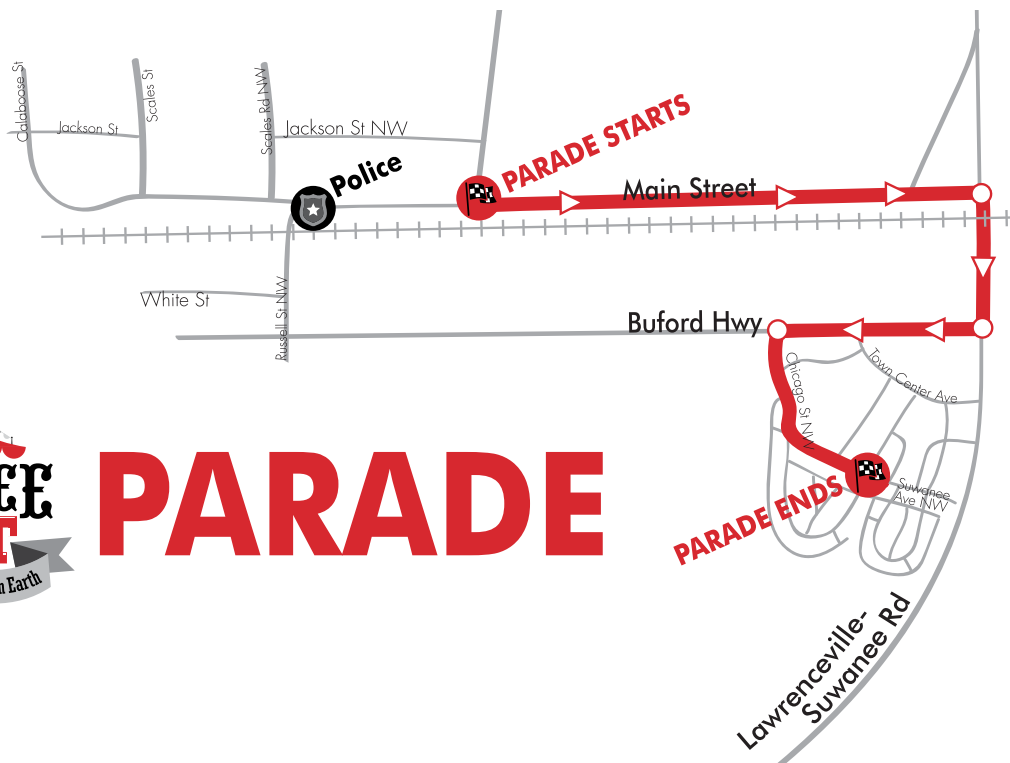 Calaboose St
Jackson St
Scales St
Scales Rd NW
Jackson St NW
Police
PARADE STARTS
Main Street
White St
Russell St NW
Buford Hwy
Chicago St NW
Town Center Ave
Suwanee
Ave NW
PARADE ENDS
PARADE
EE
T
n Earth
Lawrenceville-
Suwanee Rd